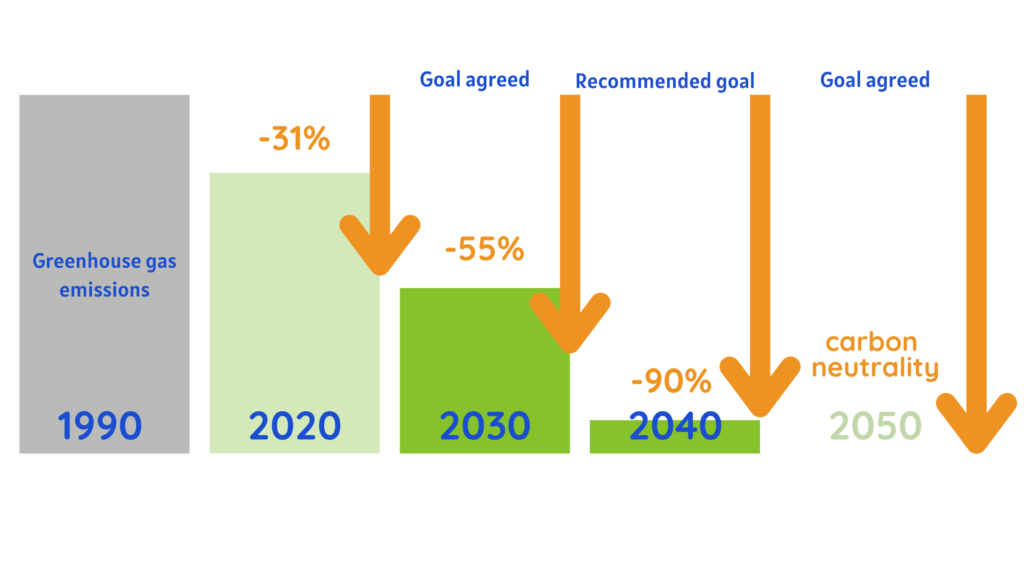 Goal agreed
Recommended goal
Goal agreed
-31%
-55%
Greenhouse gas
emissions
carbon
neutrality
-90%
1990
2020
2030
2040
2050